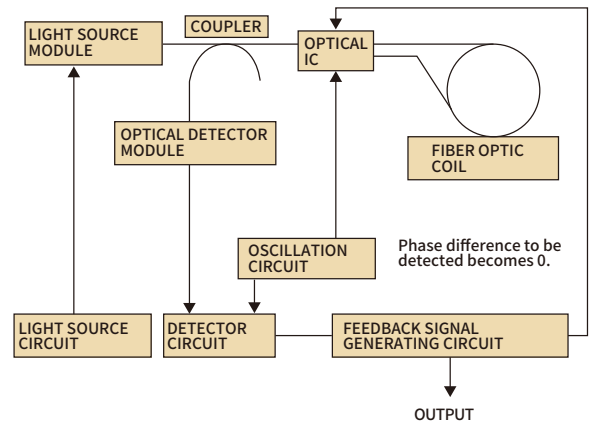 COUPLER
LIGHT SOURCE
MODULE
OPTICAL
IC
OPTICAL DETECTOR
MODULE
FIBER OPTIC
COIL
OSCILLATION
CIRCUIT
Phase difference to be
detected becomes 0.
LIGHT SOURCE
CIRCUIT
DETECTOR
CIRCUIT
FEEDBACK SIGNAL
GENERATING CIRCUIT
OUTPUT